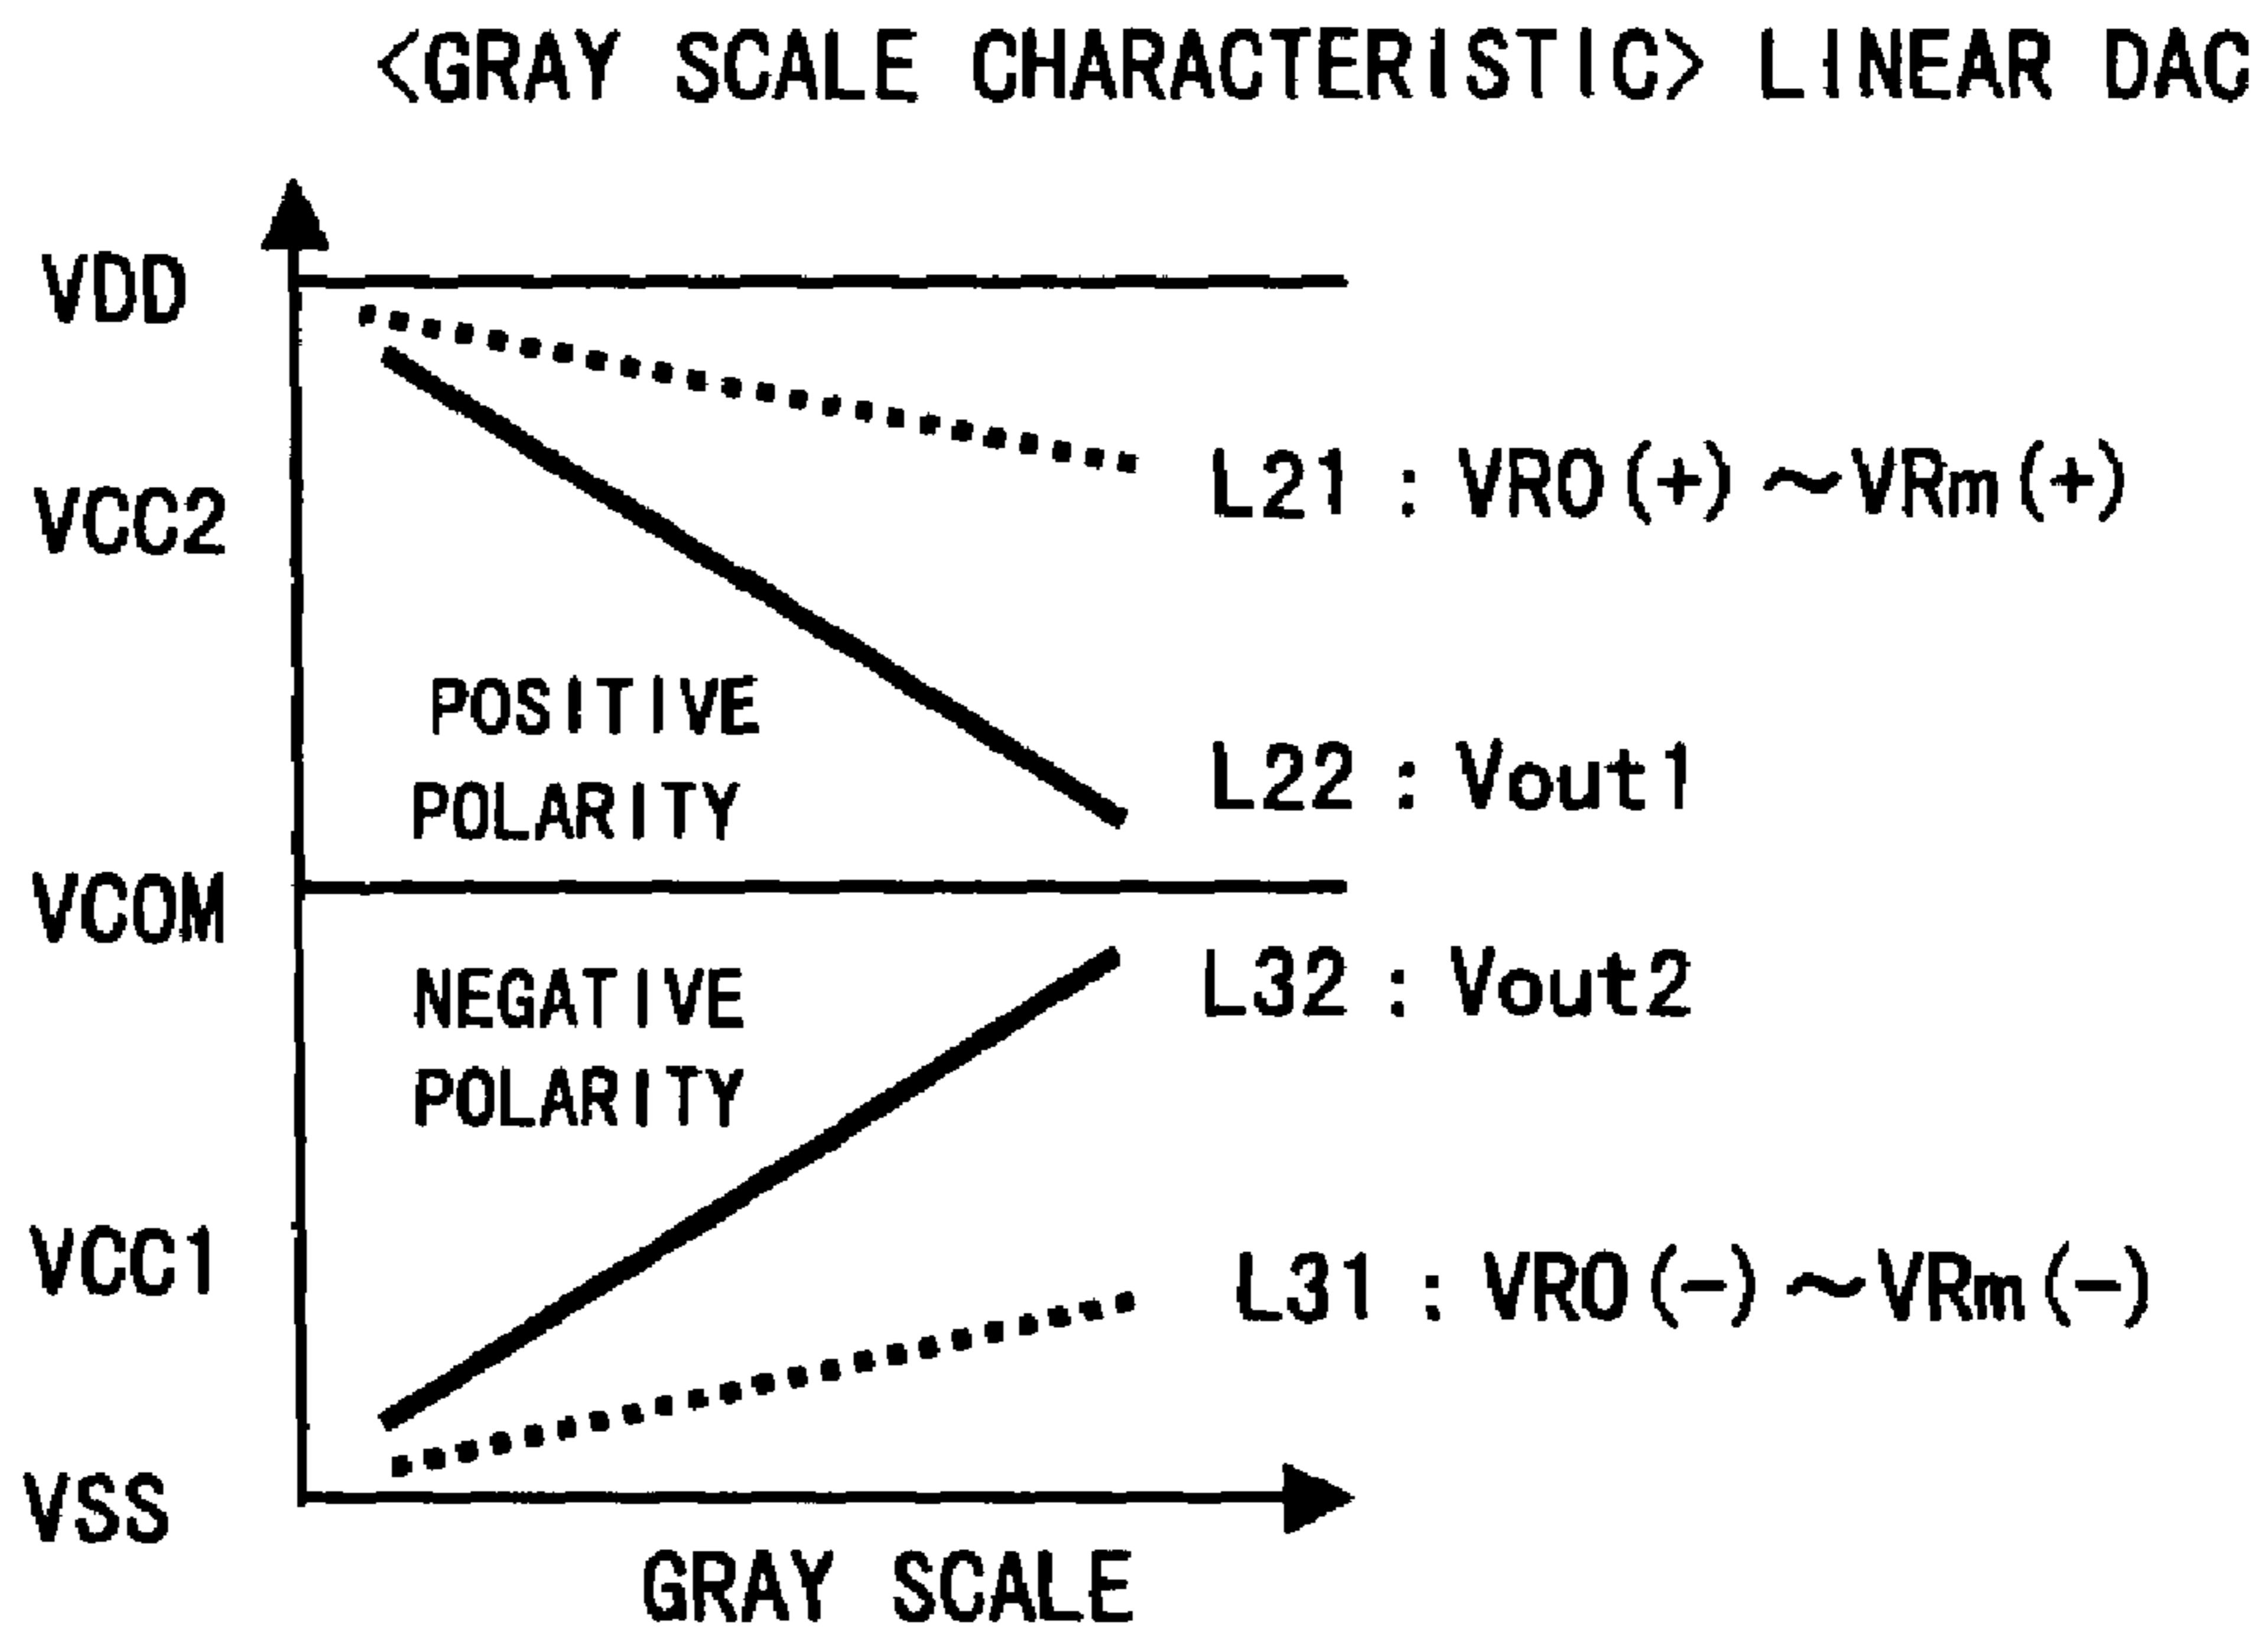 <GRAY SCALE CHARACTERISTIC> LINEAR DAC
VDD
VCC2
L21 : VR0(+)~VRm(+)
POSITIVE
POLARITY
L22 : Vout1
VCOM
NEGATIVE
POLARITY
L32 : Vout2
VCC1
L31 : VR0(-)~VRm(-)
VSS
GRAY SCALE